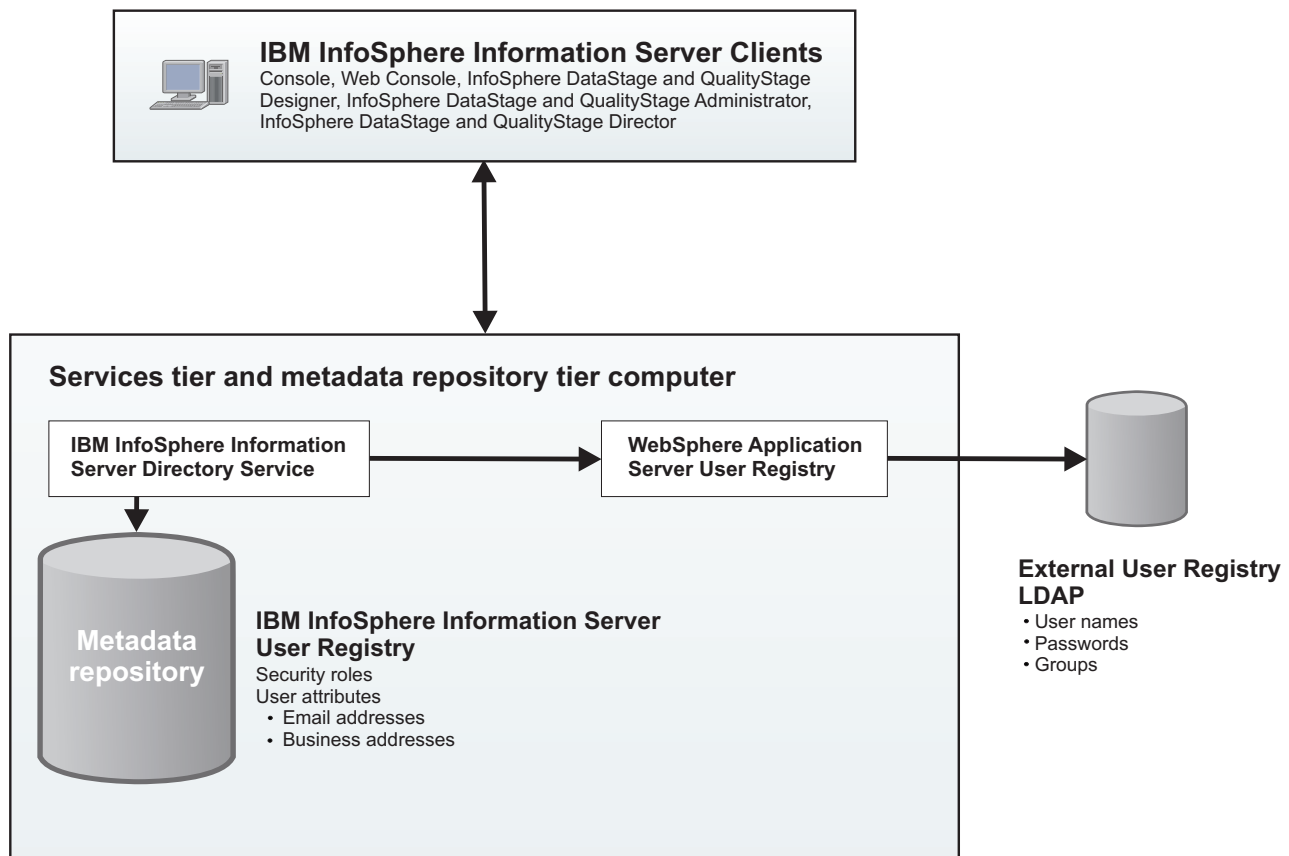 IBM InfoSphere Information Server Clients
Console, Web Console, InfoSphere DataStage and QualityStage
Designer, InfoSphere DataStage and QualityStage Administrator,
InfoSphere DataStage and QualityStage Director
Services tier and metadata repository tier computer
IBM InfoSphere Information
Server Directory Service
WebSphere Application
Server User Registry
Metadata
repository
IBM InfoSphere Information Server
User Registry
Security roles
User attributes
• Email addresses
• Business addresses
External User Registry
LDAP
• User names
• Passwords
• Groups